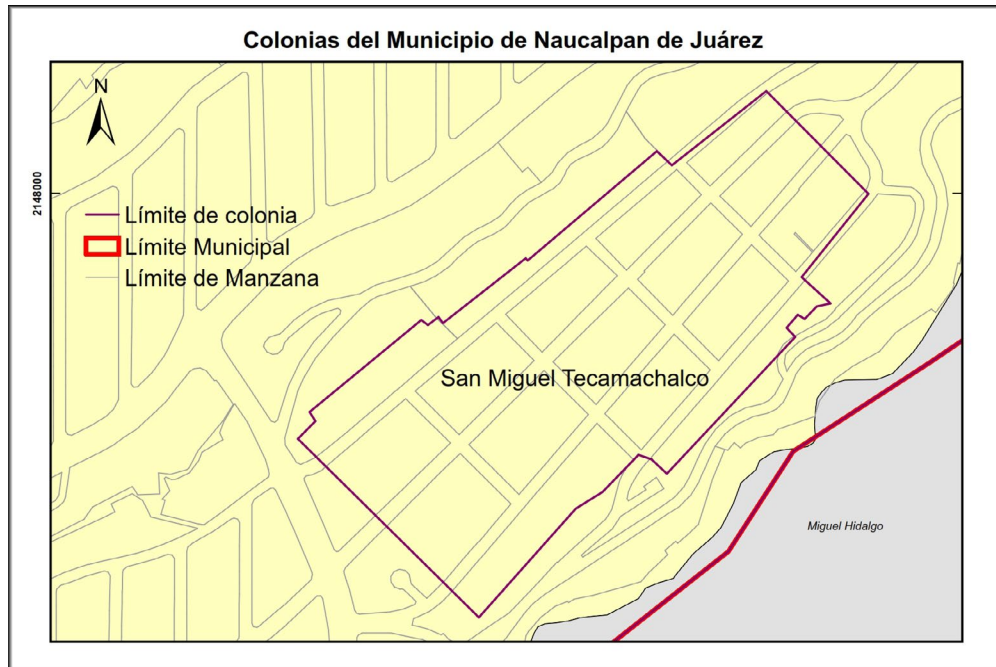 Colonias del Municipio de Naucalpan de Juárez
N
2148000
Límite de colonia
Límite Municipal
Límite de Manzana
San Miguel Tecamachalco
Miguel Hidalgo